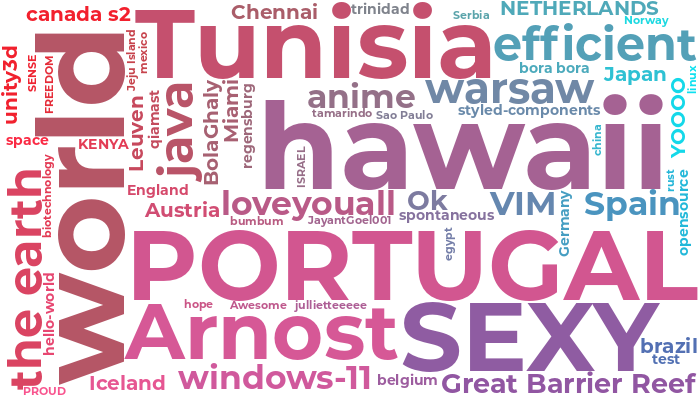 canada s2
Tunisia
Chennai
trinidad
Serbia
NETHERLANDS
Norway
unity3d
SENSE
FREEDOM
world
Jeju Island
mexico
efficient
bora bora
Japan
linux
Leuven
qiamast
java
BolaGhaly
Miami
regensburg
anime
warsaw
tamarindo
Sao Paulo
styled-components
YOOOO
space
KENYA
hawaii
ISRAEL
china
rust
opensource
the earth
biotechnology
England
Austria
loveyouall
Ok
VIM
Germany
Spain
bumbum
JayantGoel001
spontaneous
egypt
hello-world
PORTUGAL
hope
Awesome
jullietteeeee
Arnost
SEXY
brazil
test
PROUD
Iceland
windows-11
belgium
Great Barrier Reef